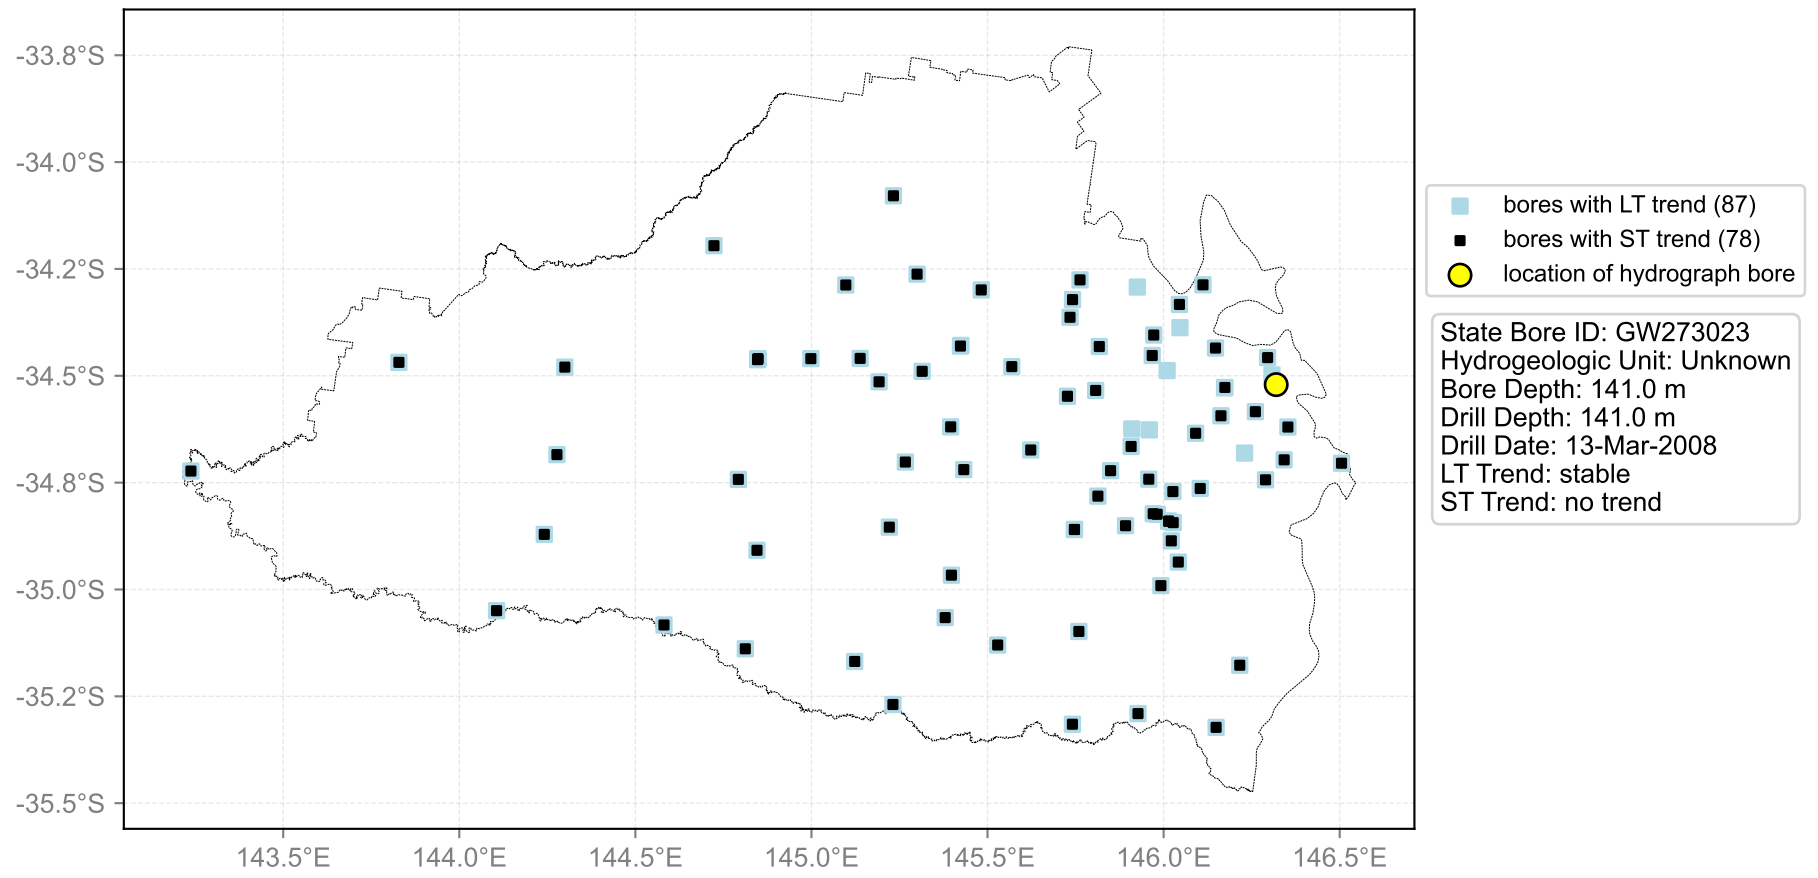 -33.8°S
-34.0°S
-34.2°S
-34.5°S
-34.8°S
-35.0°S
-35.2°S
-35.5°S
143.5°E 144.0°E 144.5°E 145.0°E 145.5°E 146.0°E 146.5°E
bores with LT trend (87)
bores with ST trend (78)
location of hydrograph bore
State Bore ID: GW273023
Hydrogeologic Unit: Unknown
Bore Depth: 141.0 m
Drill Depth: 141.0 m
Drill Date: 13-Mar-2008
LT Trend: stable
ST Trend: no trend